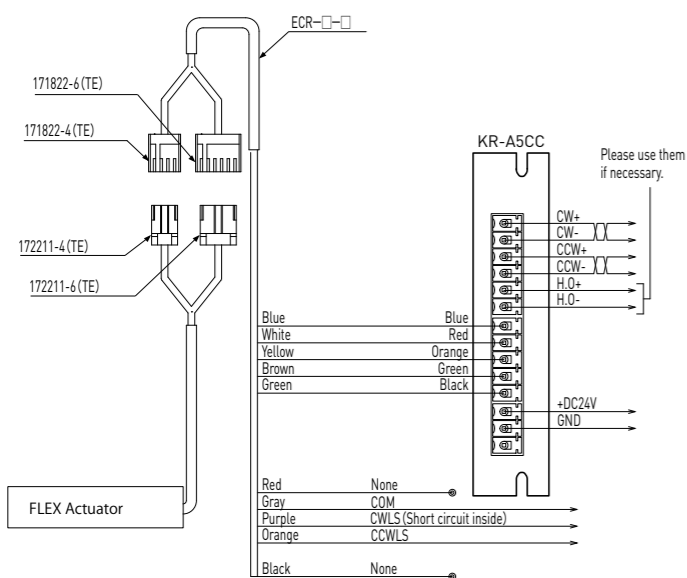 ECR-□-□
171822-6(TE)
171822-4(TE)
KR-A5CC
Please use them
if necessary.
CW+
CW-
CCW+
CCW-
H.O+
H.O-
172211-4(TE)
172211-6(TE)
Blue Blue
White Red
Yellow Orange
Brown Green
Green Black
+DC24V
GND
FLEX Actuator
Red None
Gray COM
Purple CWLS(Short circuit inside)
Orange CCWLS
Black None